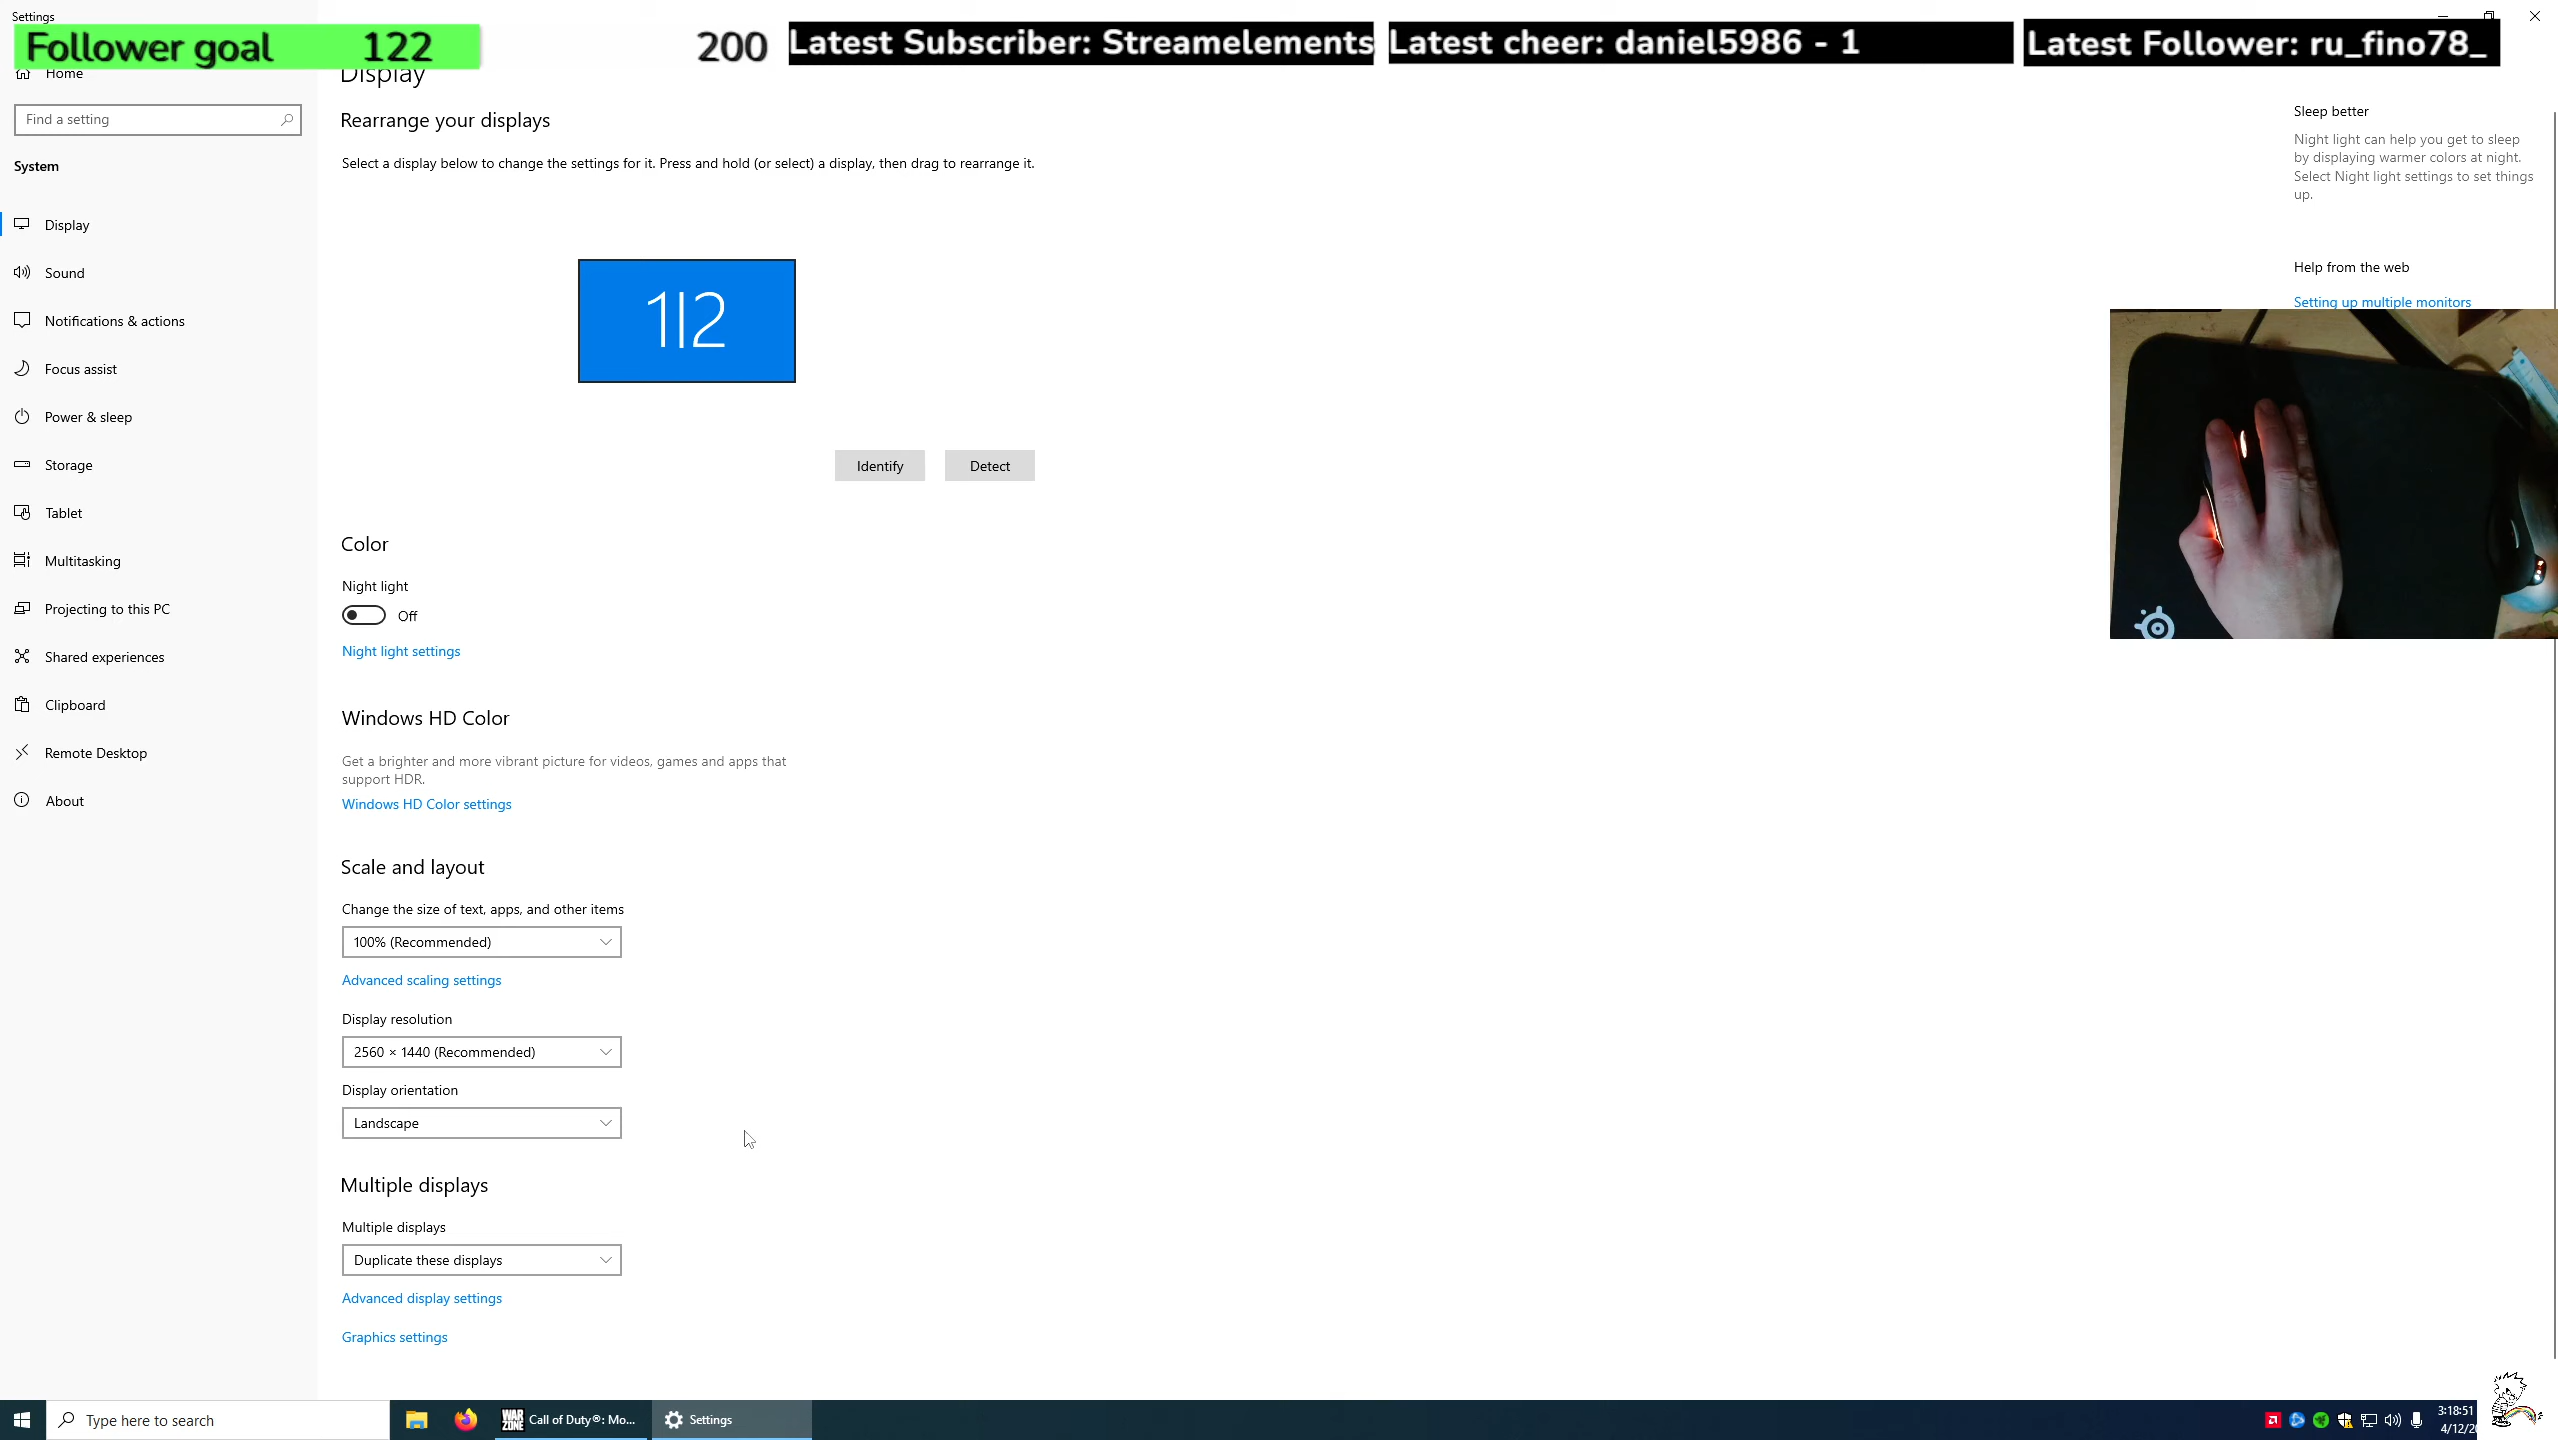 Settings
Follower goal 122 200
Latest Subscriber: Streamelements
Latest cheer: daniel5986 - 1
Latest Follower: ru_fino78_
Home
Find a setting
System
Display
Sound
Notifications & actions
Focus assist
Power & sleep
Storage
Tablet
Multitasking
Projecting to this PC
Shared experiences
Clipboard
Remote Desktop
About
Display
Rearrange your displays
Select a display below to change the settings for it. Press and hold (or select) a display, then drag to rearrange it.
1|2
Identify
Detect
Color
Night light
Off
Night light settings
Windows HD Color
Get a brighter and more vibrant picture for videos, games and apps that
support HDR.
Windows HD Color settings
Scale and layout
Change the size of text, apps, and other items
100% (Recommended)
Advanced scaling settings
Display resolution
2560 × 1440 (Recommended)
Display orientation
Landscape
Multiple displays
Multiple displays
Duplicate these displays
Advanced display settings
Graphics settings
Sleep better
Night light can help you get to sleep
by displaying warmer colors at night.
Select Night light settings to set things
up.
Help from the web
Setting up multiple monitors
Type here to search
WAR
ZONE
Call of Duty®: Mo...
Settings
3:18:51
4/12/2